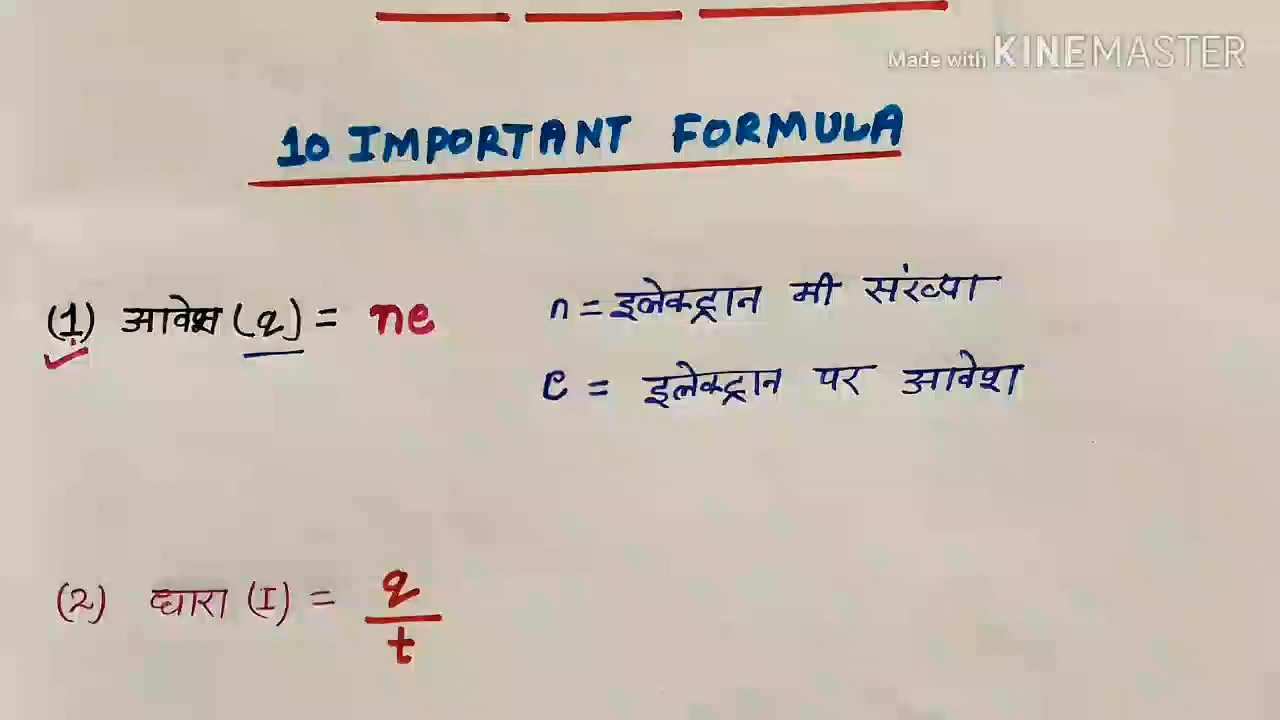 Made with KINEMASTER
10 IMPORTANT FORMULA
(1) आवेश (q) = ne
n = इलेक्ट्रान की संख्या
e = इलेक्ट्रान पर आवेश
(2) धारा (I) = q/t